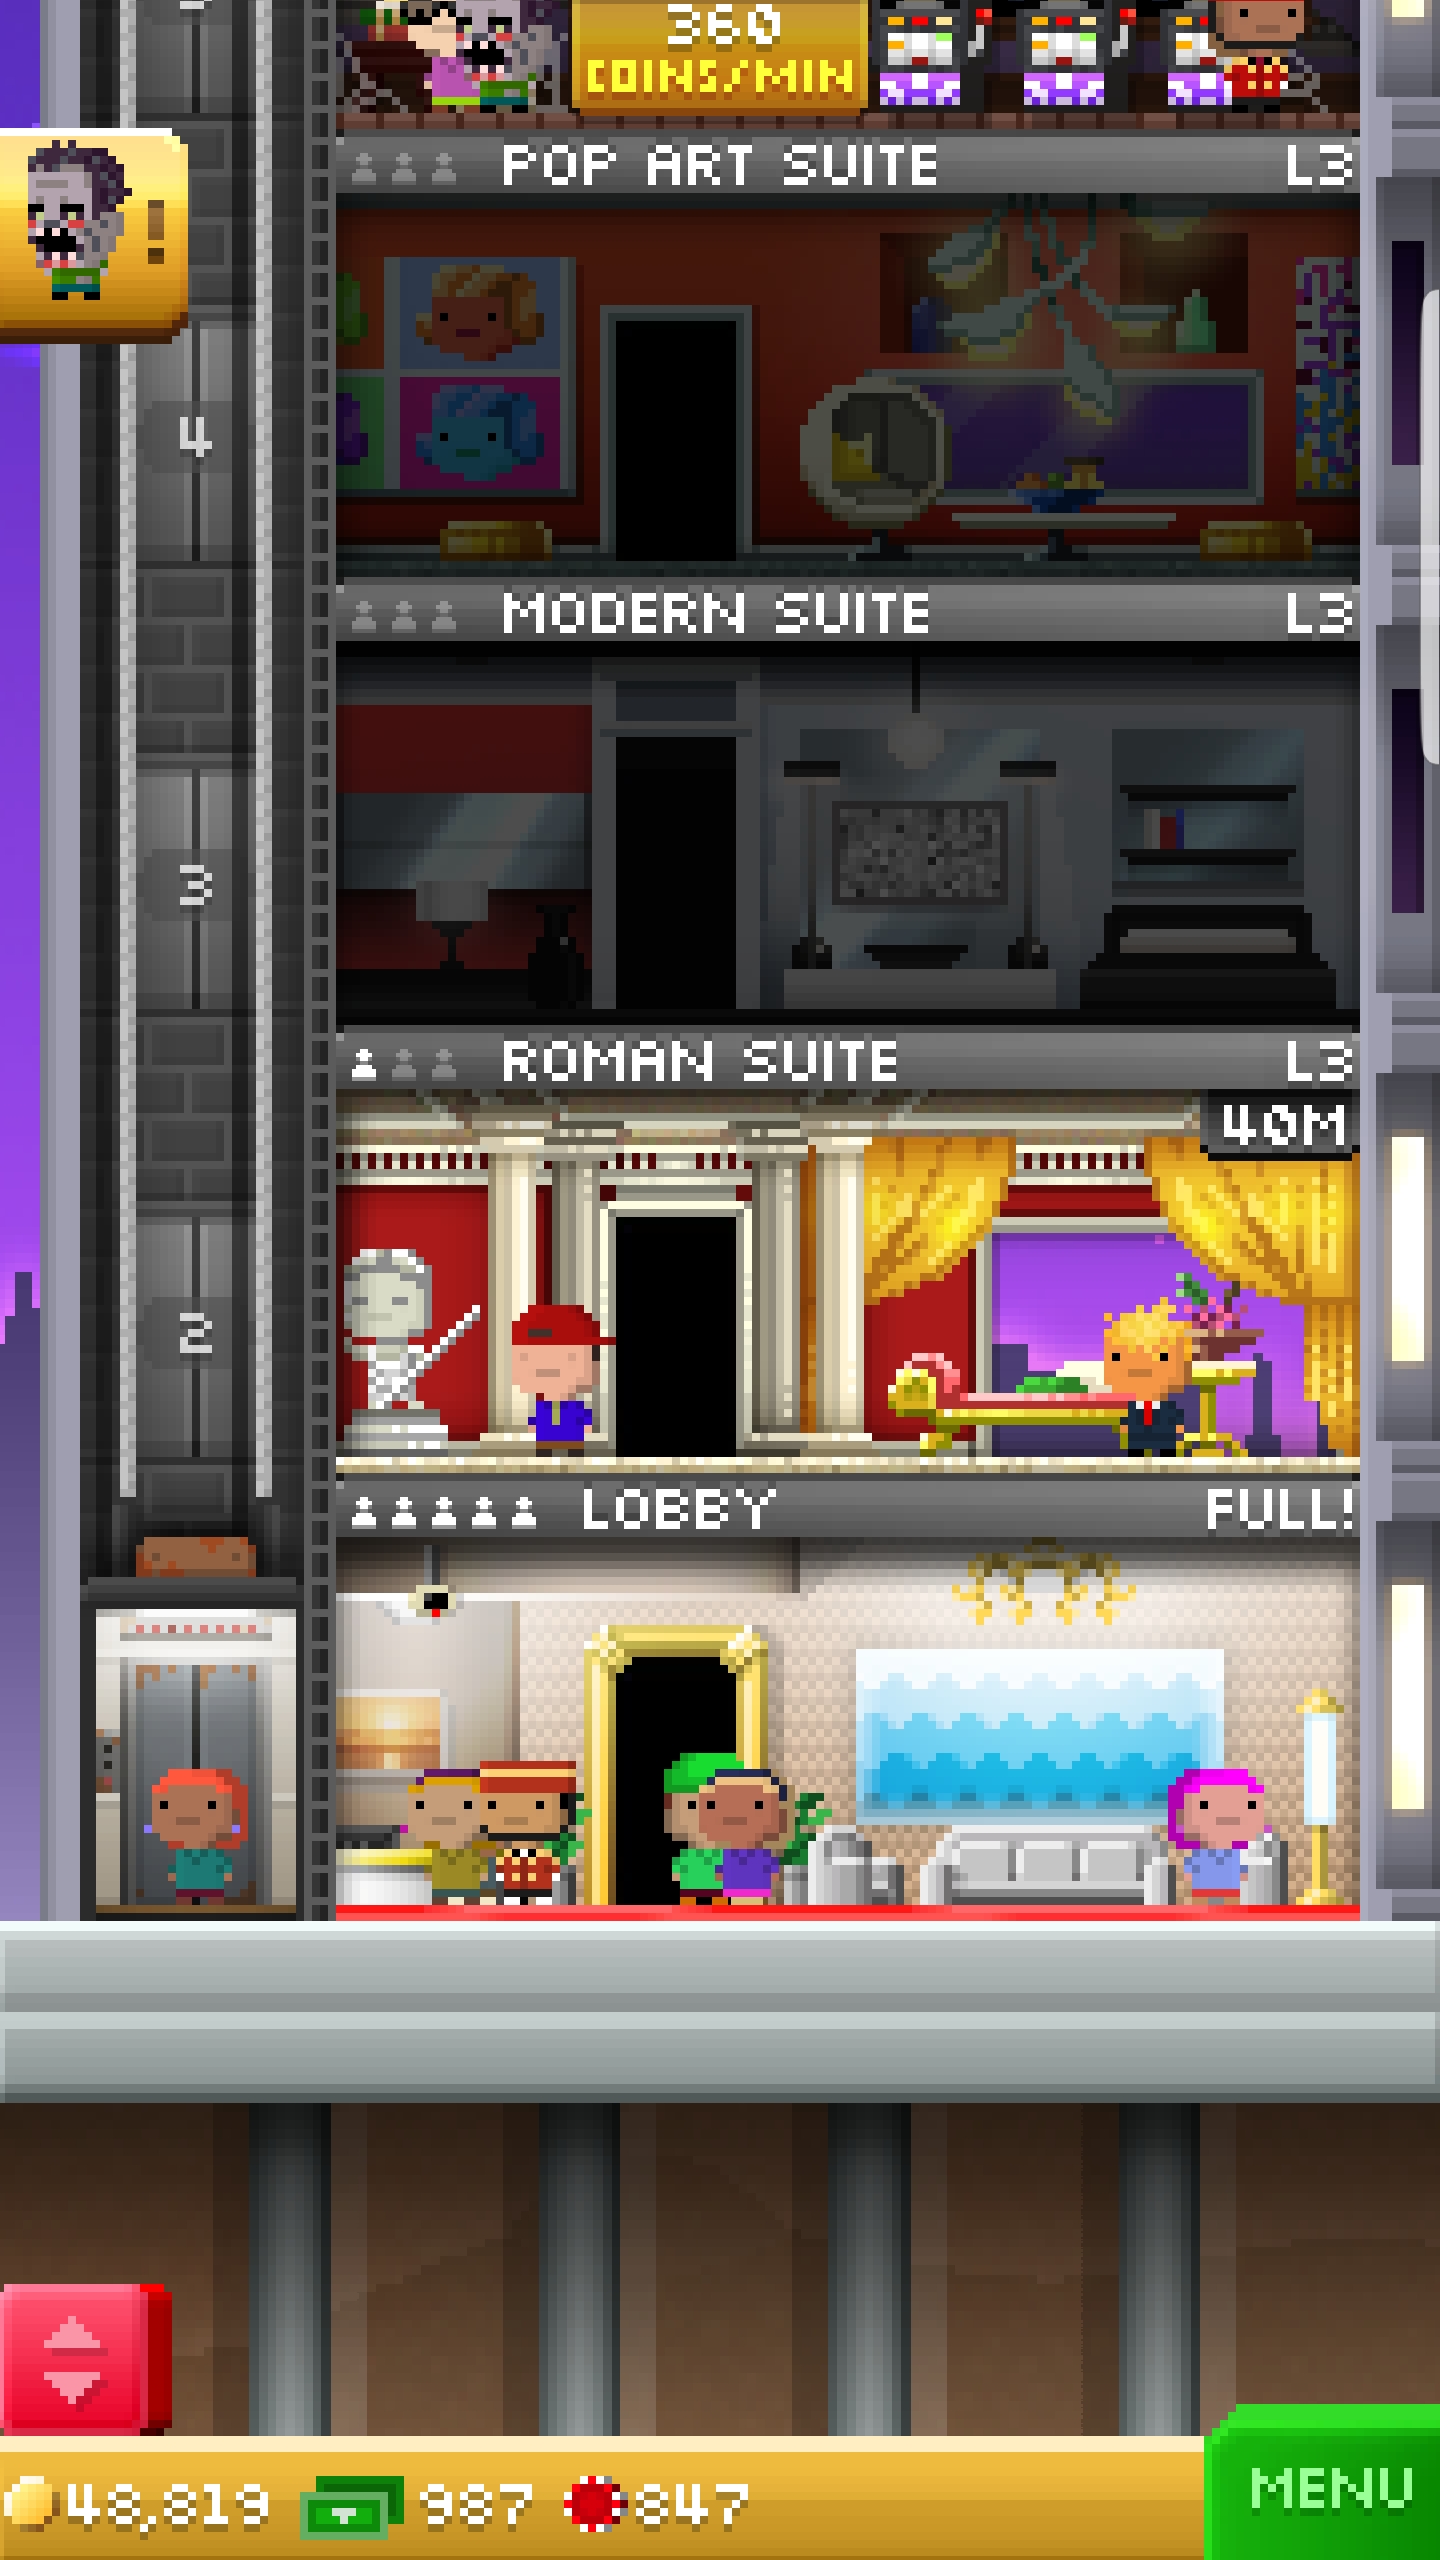 360
COINS/MIN
POP ART SUITE L3
!
4
MODERN SUITE L3
3
ROMAN SUITE L3
40M
2
LOBBY FULL!
48,819 987 847
MENU